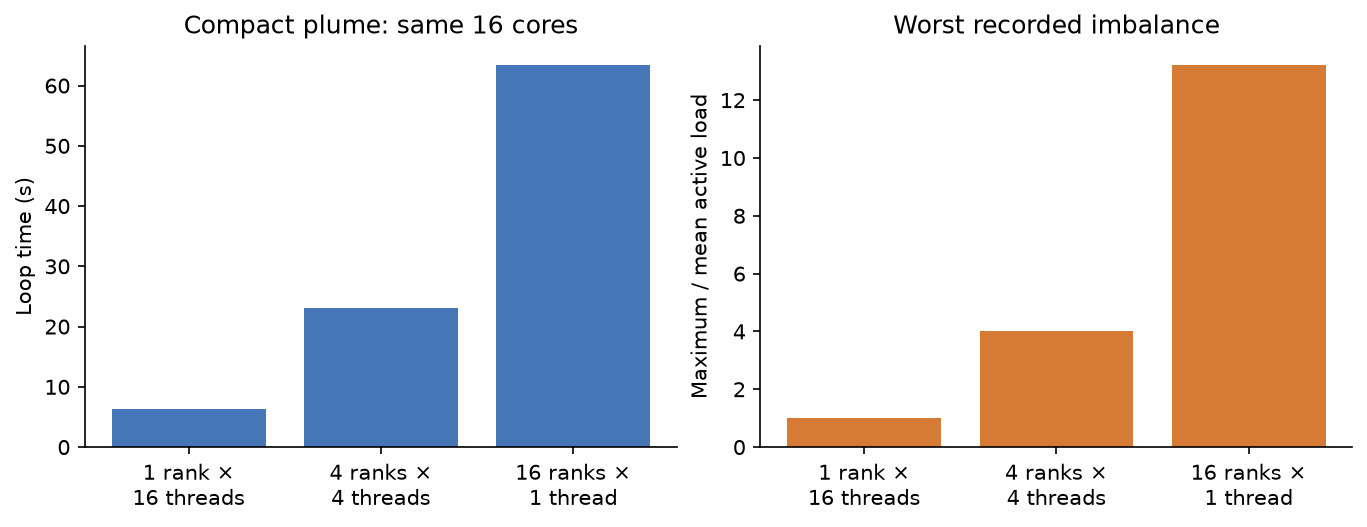 Compact plume: same 16 cores
Loop time (s)
60
50
40
30
20
10
0
1 rank ×
16 threads
4 ranks ×
4 threads
16 ranks ×
1 thread
Worst recorded imbalance
Maximum / mean active load
12
10
8
6
4
2
0
1 rank ×
16 threads
4 ranks ×
4 threads
16 ranks ×
1 thread